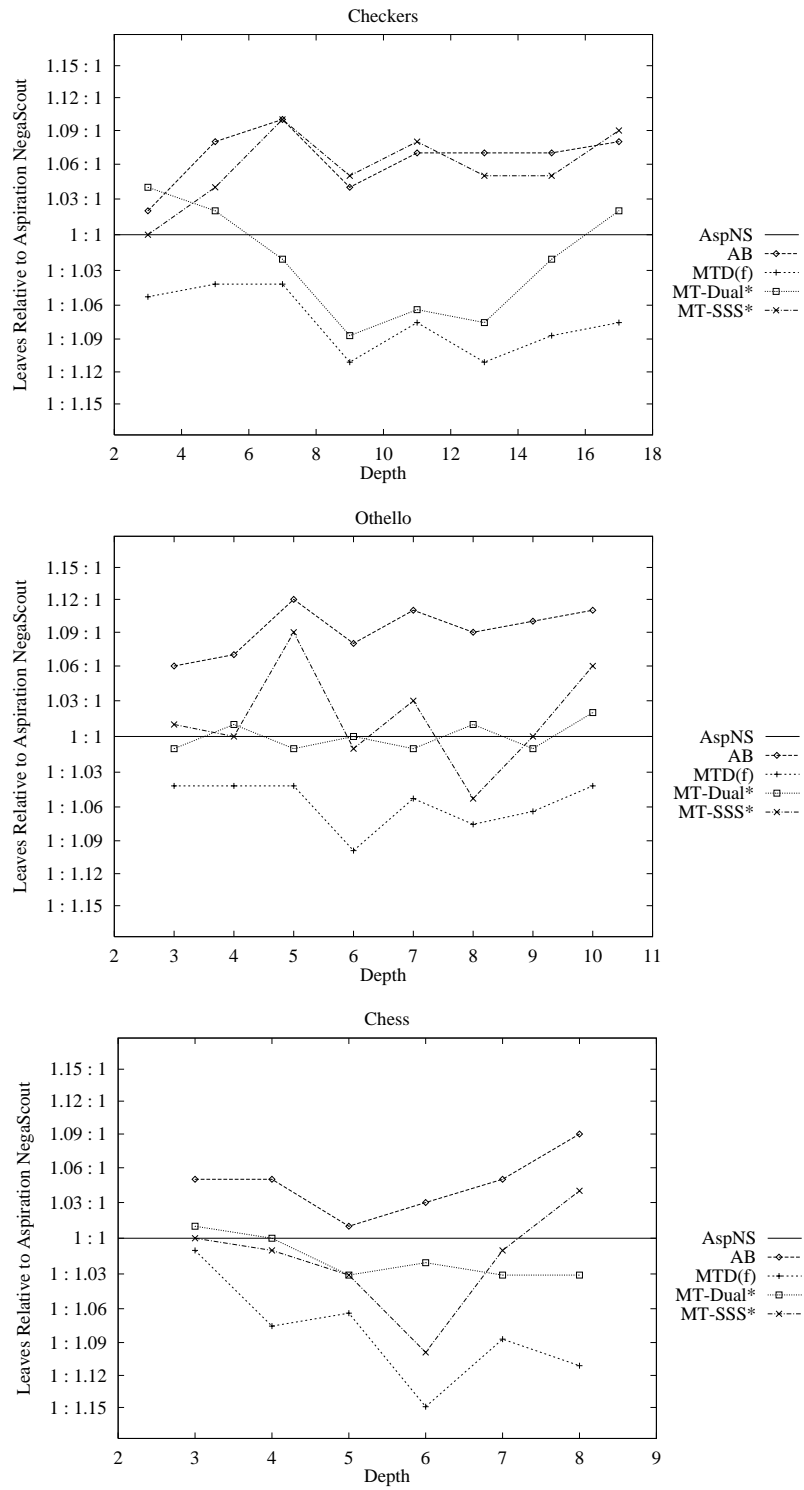 Checkers
Leaves Relative to Aspiration NegaScout
1.15 : 1
1.12 : 1
1.09 : 1
1.06 : 1
1.03 : 1
1 : 1
1 : 1.03
1 : 1.06
1 : 1.09
1 : 1.12
1 : 1.15
2 4 6 8 10 12 14 16 18
Depth
AspNS
AB
MTD(f)
MT-Dual*
MT-SSS*
Othello
Leaves Relative to Aspiration NegaScout
1.15 : 1
1.12 : 1
1.09 : 1
1.06 : 1
1.03 : 1
1 : 1
1 : 1.03
1 : 1.06
1 : 1.09
1 : 1.12
1 : 1.15
2 3 4 5 6 7 8 9 10 11
Depth
AspNS
AB
MTD(f)
MT-Dual*
MT-SSS*
Chess
Leaves Relative to Aspiration NegaScout
1.15 : 1
1.12 : 1
1.09 : 1
1.06 : 1
1.03 : 1
1 : 1
1 : 1.03
1 : 1.06
1 : 1.09
1 : 1.12
1 : 1.15
2 3 4 5 6 7 8 9
Depth
AspNS
AB
MTD(f)
MT-Dual*
MT-SSS*